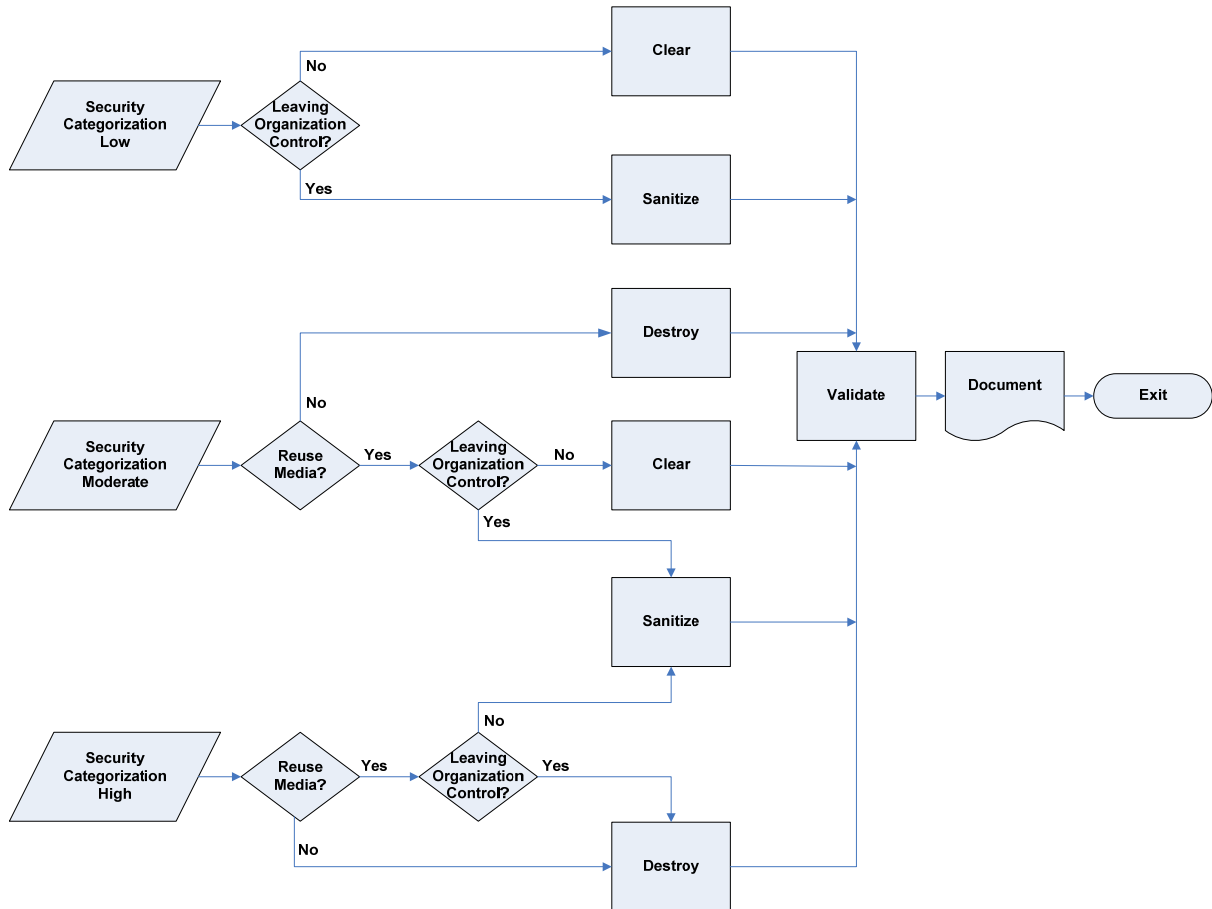 No
Clear
Security
Categorization
Low
Leaving
Organization
Control?
Yes
Sanitize
Destroy
No
Validate
Document
Exit
Security
Categorization
Moderate
Reuse
Media?
Yes
Leaving
Organization
Control?
No
Clear
Yes
Sanitize
No
Security
Categorization
High
Reuse
Media?
Yes
Leaving
Organization
Control?
Yes
No
Destroy